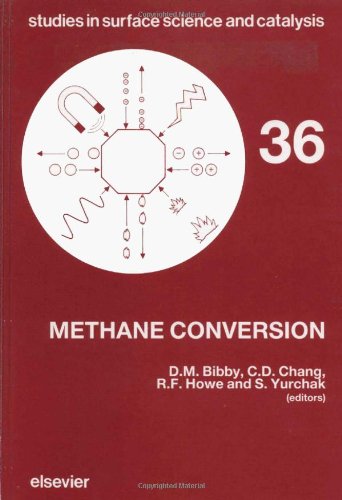 studies in surface science and catalysis
36
METHANE CONVERSION
D.M. Bibby, C.D. Chang,
R.F. Howe and S. Yurchak
(editors)
elsevier